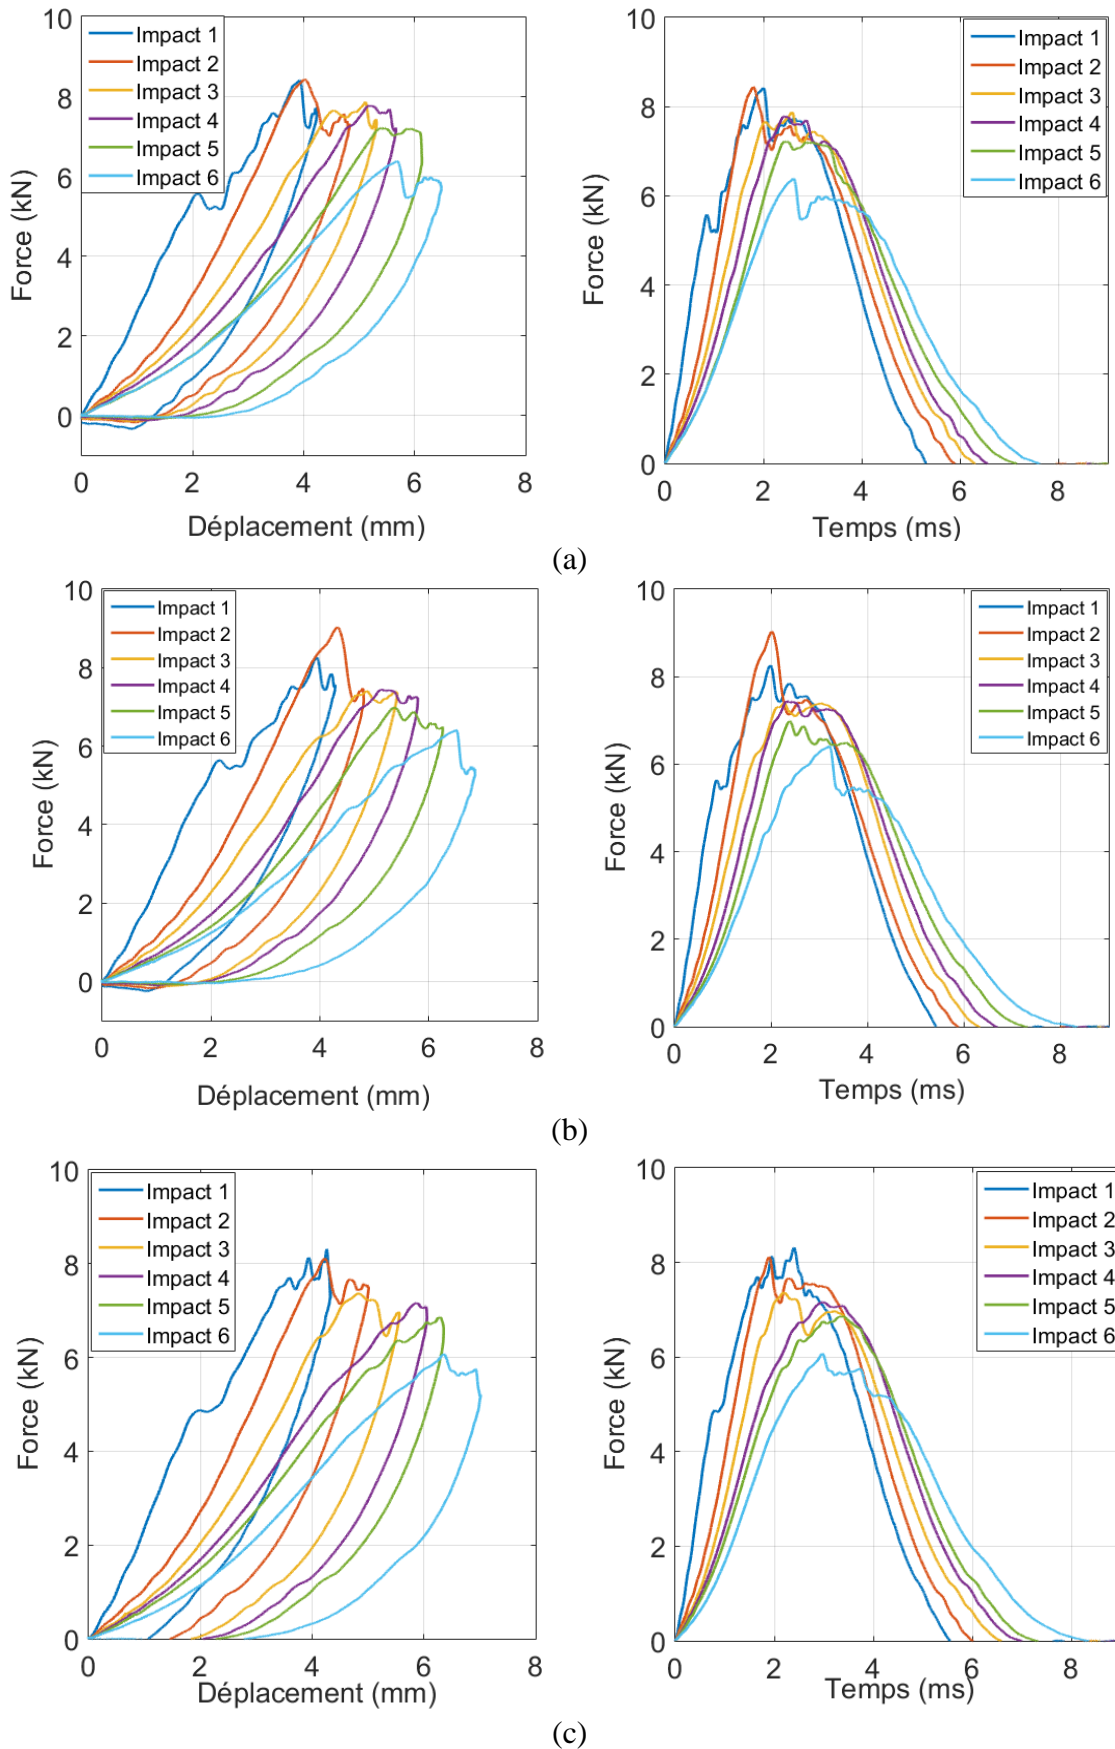 10
8
6
4
2
0
Force (kN)
Impact 1
Impact 2
Impact 3
Impact 4
Impact 5
Impact 6
0 2 4 6 8
Déplacement (mm)
10
8
6
4
2
0
Force (kN)
Impact 1
Impact 2
Impact 3
Impact 4
Impact 5
Impact 6
0 2 4 6 8
Temps (ms)
(a)
10
8
6
4
2
0
Force (kN)
Impact 1
Impact 2
Impact 3
Impact 4
Impact 5
Impact 6
0 2 4 6 8
Déplacement (mm)
10
8
6
4
2
0
Force (kN)
Impact 1
Impact 2
Impact 3
Impact 4
Impact 5
Impact 6
0 2 4 6 8
Temps (ms)
(b)
10
8
6
4
2
0
Force (kN)
Impact 1
Impact 2
Impact 3
Impact 4
Impact 5
Impact 6
0 2 4 6 8
Déplacement (mm)
10
8
6
4
2
0
Force (kN)
Impact 1
Impact 2
Impact 3
Impact 4
Impact 5
Impact 6
0 2 4 6 8
Temps (ms)
(c)